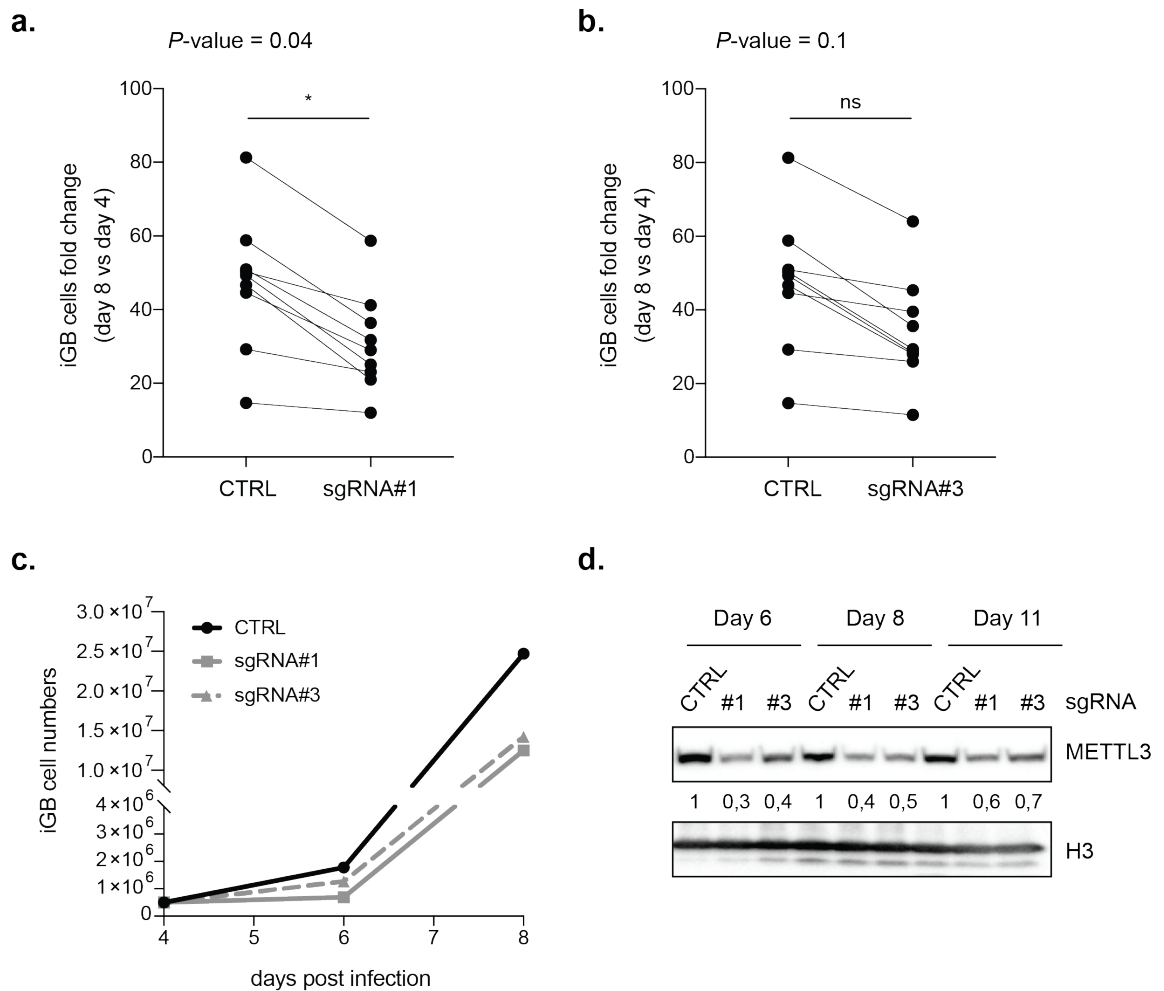 a.
P-value = 0.04
100
80
60
40
20
0
iGB cells fold change
(day 8 vs day 4)
*
CTRL
sgRNA#1
b.
P-value = 0.1
100
80
60
40
20
0
iGB cells fold change
(day 8 vs day 4)
ns
CTRL
sgRNA#3
c.
iGB cell numbers
3.0 ×10⁷
2.5 ×10⁷
2.0 ×10⁷
1.5 ×10⁷
1.0 ×10⁷
4×10⁶
3×10⁶
2×10⁶
1×10⁶
0
CTRL
sgRNA#1
sgRNA#3
4 5 6 7 8
days post infection
d.
Day 6 Day 8 Day 11
CTRL #1 #3 CTRL #1 #3 CTRL #1 #3 sgRNA
METTL3
1 0,3 0,4 1 0,4 0,5 1 0,6 0,7
H3